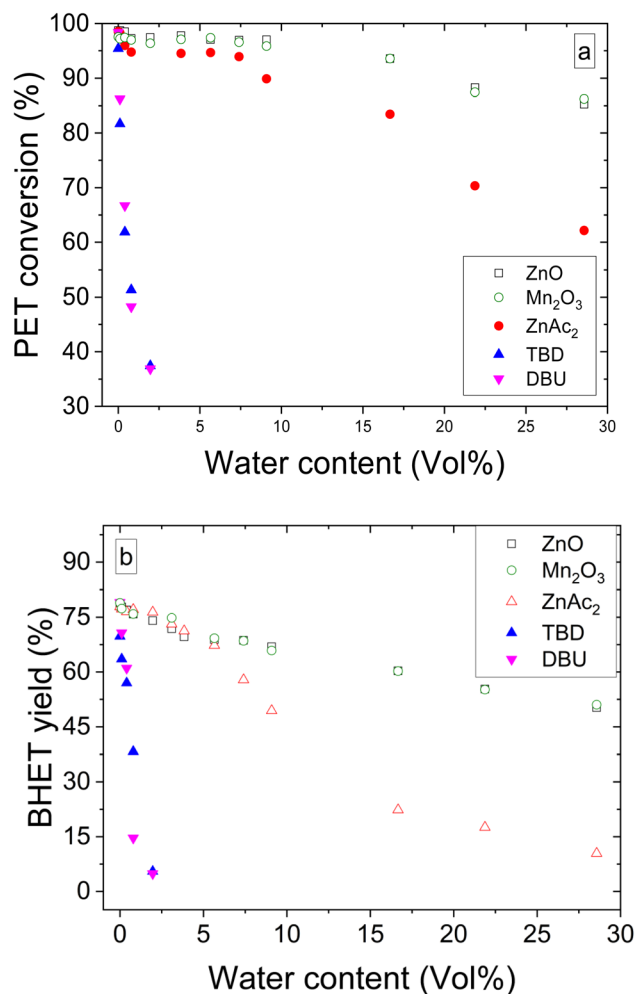 a
PET conversion (%)
100
90
80
70
60
50
40
30
ZnO
Mn₂O₃
ZnAc₂
TBD
DBU
0 5 10 15 20 25 30
Water content (Vol%)
b
BHET yield (%)
90
75
60
45
30
15
0
ZnO
Mn₂O₃
ZnAc₂
TBD
DBU
0 5 10 15 20 25 30
Water content (Vol%)